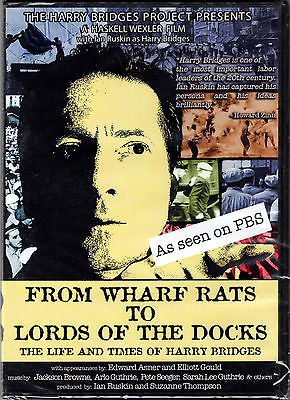 THE HARRY BRIDGES PROJECT PRESENTS
A HASKELL WEXLER FILM
with Ian Ruskin as Harry Bridges
"Harry Bridges is one of
the most important labor
leaders of the 20th century.
Ian Ruskin has captured his
persona and his ideas
brilliantly."
Howard Zinn
As seen on PBS
FROM WHARF RATS
TO
LORDS OF THE DOCKS
THE LIFE AND TIMES OF HARRY BRIDGES
with appearances by: Edward Asner and Elliott Gould
music by: Jackson Browne, Arlo Guthrie, Pete Seeger, Sarah Lee Guthrie & others
produced by: Ian Ruskin and Suzanne Thompson